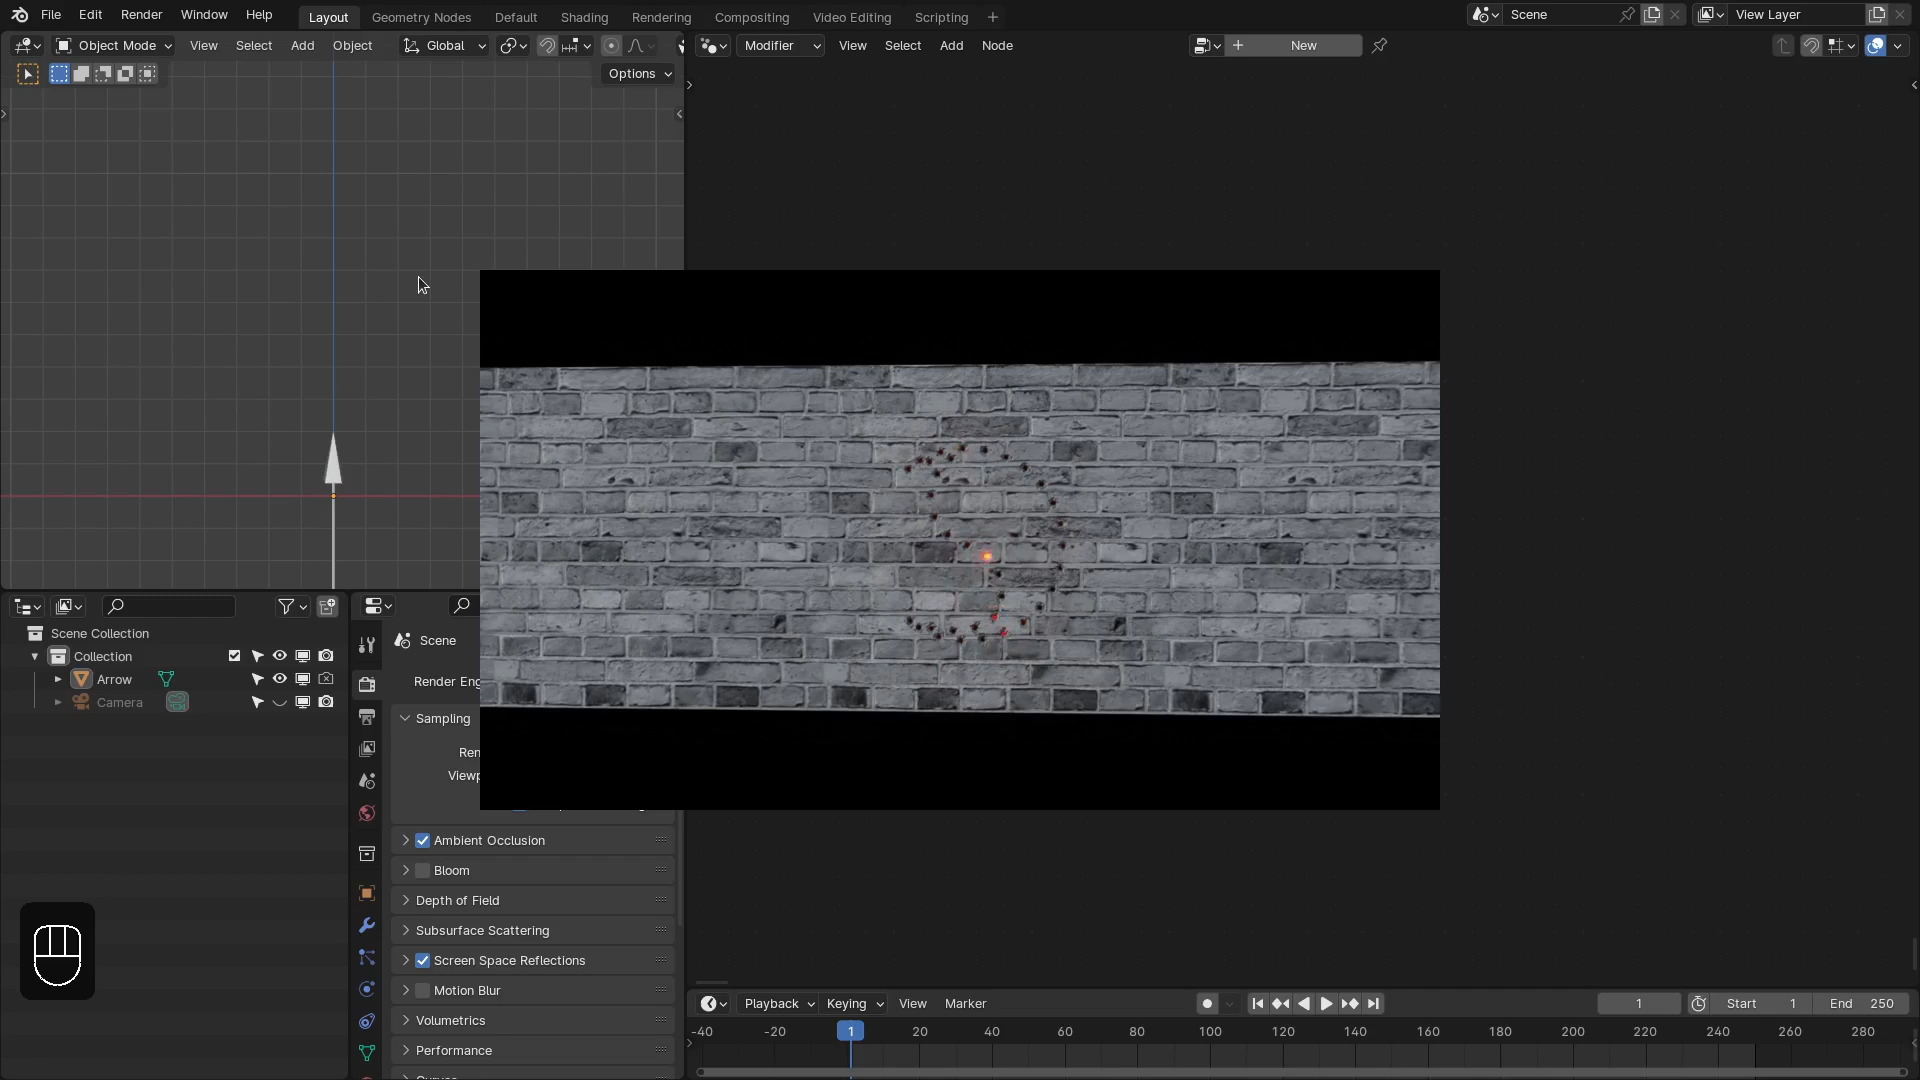 File Edit Render Window Help Layout Geometry Nodes Default Shading Rendering Compositing Video Editing Scripting Scene View Layer
Object Mode View Select Add Object Global Modifier View Select Add Node New
Options
Scene Collection
Collection
Arrow
Camera
Scene
Render Eng
Sampling
Ren
Viewp
Ambient Occlusion
Bloom
Depth of Field
Subsurface Scattering
Screen Space Reflections
Motion Blur
Volumetrics
Performance
Playback Keying View Marker 1 Start 1 End 250
-40 -20 1 20 40 60 80 100 120 140 160 180 200 220 240 260 280